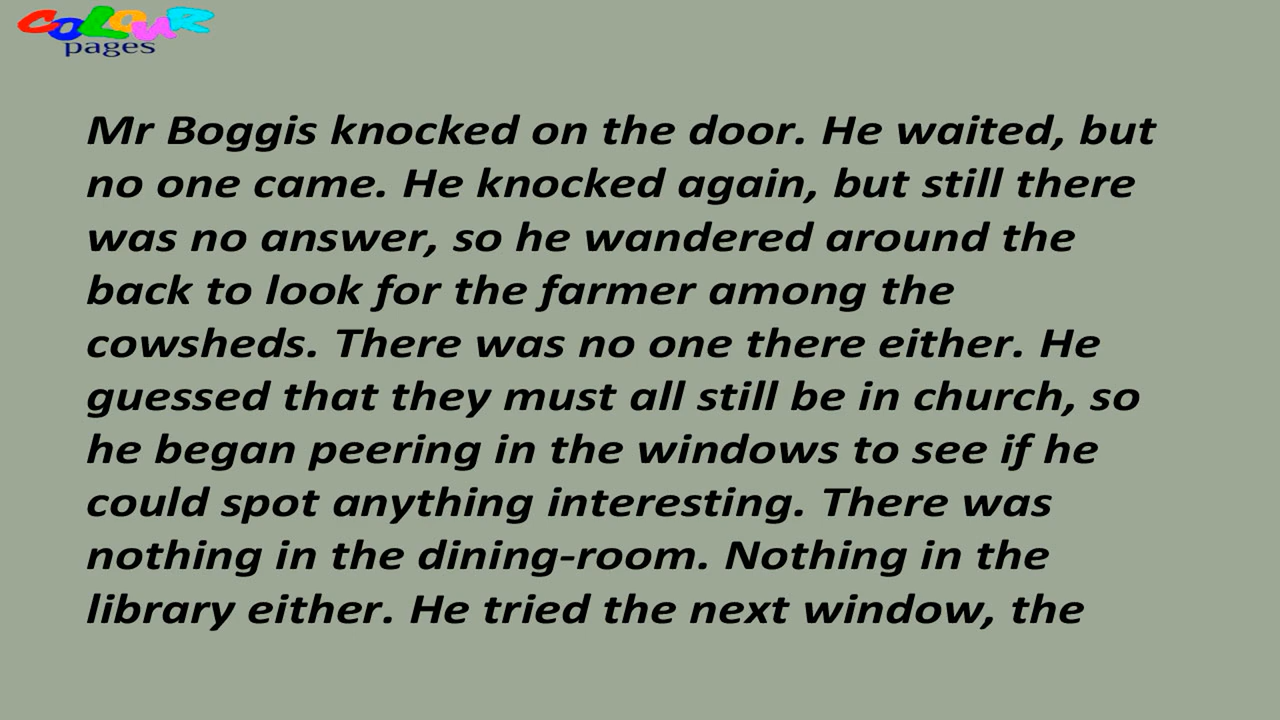 COLOUR
pages
Mr Boggis knocked on the door. He waited, but
no one came. He knocked again, but still there
was no answer, so he wandered around the
back to look for the farmer among the
cowsheds. There was no one there either. He
guessed that they must all still be in church, so
he began peering in the windows to see if he
could spot anything interesting. There was
nothing in the dining-room. Nothing in the
library either. He tried the next window, the